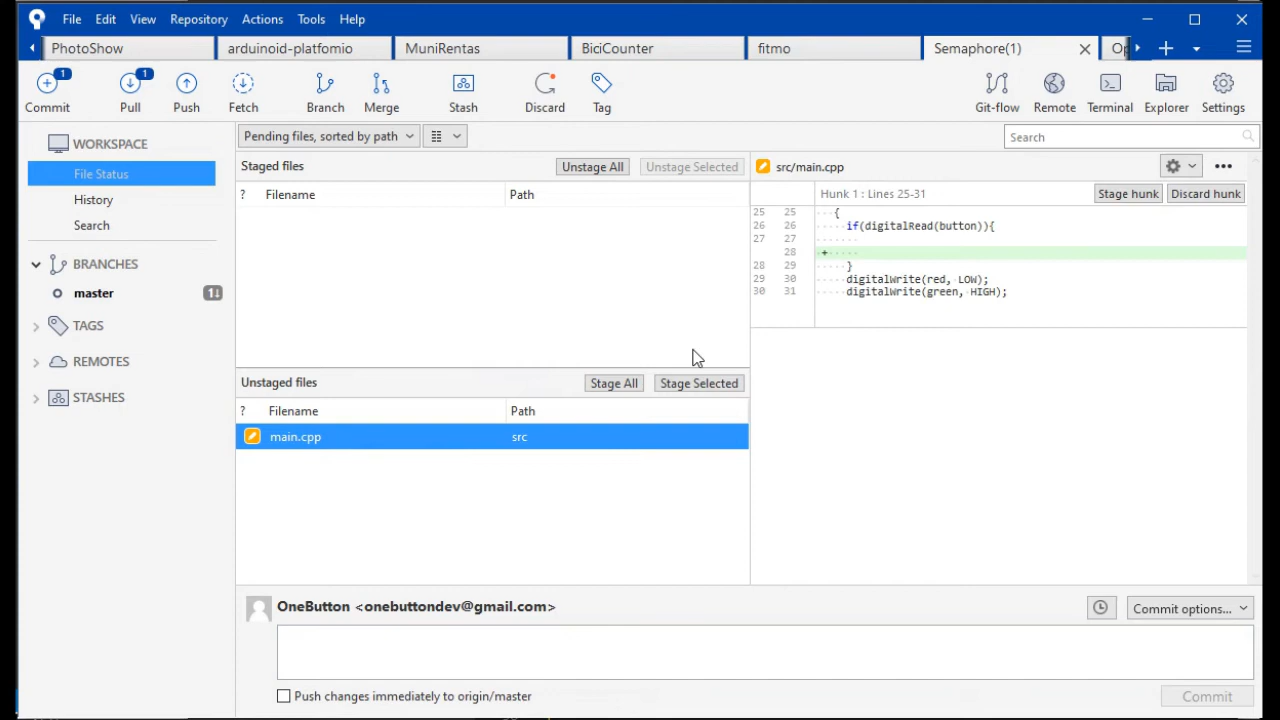 File Edit View Repository Actions Tools Help
PhotoShow arduinoid-platfomio MuniRentas BiciCounter fitmo Semaphore(1)
1 1
Commit Pull Push Fetch Branch Merge Stash Discard Tag Git-flow Remote Terminal Explorer Settings
WORKSPACE
File Status
History
Search
BRANCHES
master 1↓
TAGS
REMOTES
STASHES
Pending files, sorted by path
Search
Staged files Unstage All Unstage Selected
? Filename Path
Unstaged files Stage All Stage Selected
? Filename Path
main.cpp src
src/main.cpp •••
Hunk 1 : Lines 25-31 Stage hunk Discard hunk
25 25 {
26 26 if(digitalRead(button)){
27 27
28 +
28 29 }
29 30 digitalWrite(red, LOW);
30 31 digitalWrite(green, HIGH);
OneButton <onebuttondev@gmail.com>
Commit options...
Push changes immediately to origin/master
Commit